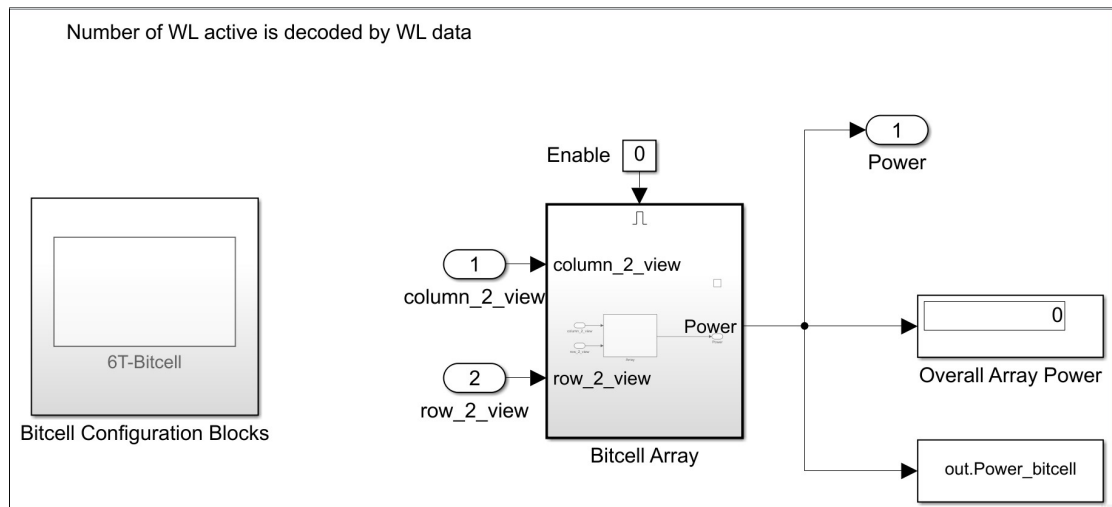 Number of WL active is decoded by WL data
1
Power
Enable
0
1
column_2_view
column_2_view
6T-Bitcell
Power
0
Overall Array Power
2
row_2_view
row_2_view
Bitcell Configuration Blocks
Bitcell Array
out.Power_bitcell